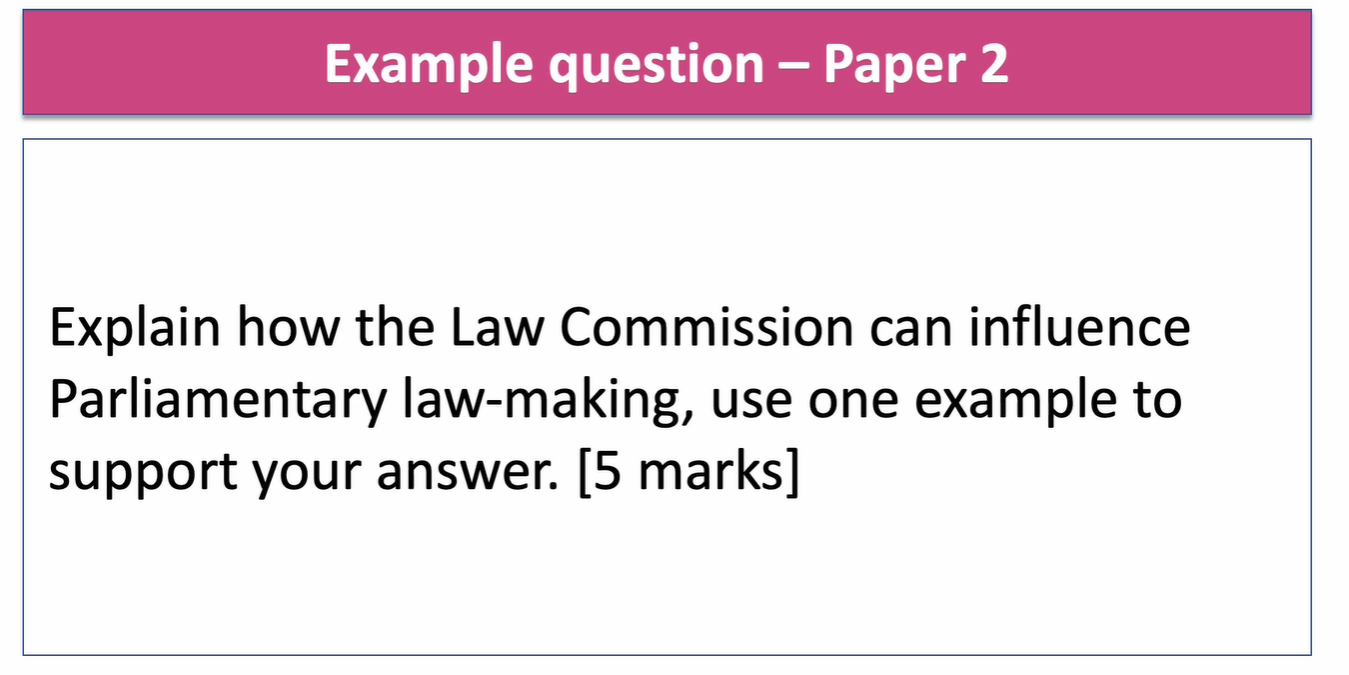 Example question – Paper 2
Explain how the Law Commission can influence
Parliamentary law-making, use one example to
support your answer. [5 marks]